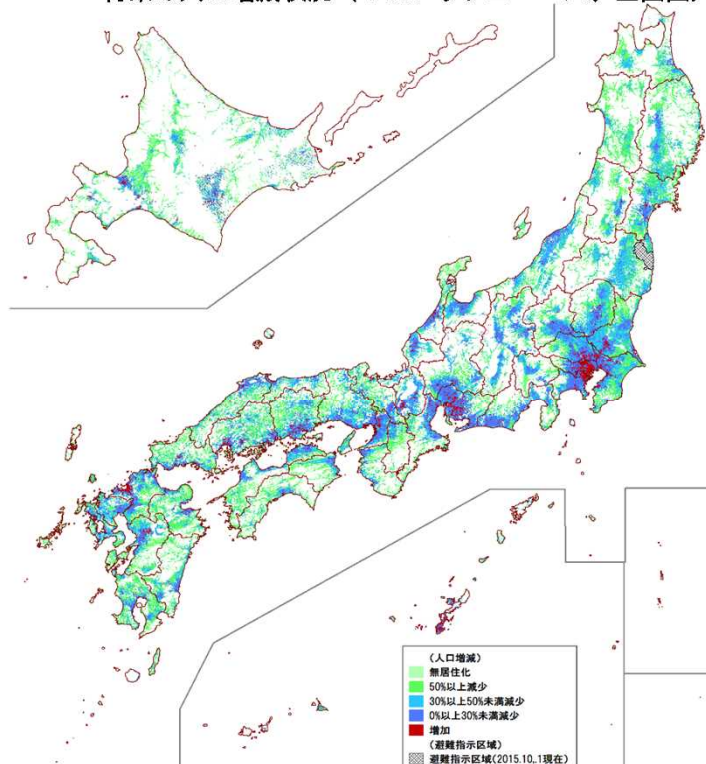 (人口増減)
無居住化
50%以上減少
30%以上50%未満減少
0%以上30%未満減少
増加
(避難指示区域)
避難指示区域(2015.10.1現在)